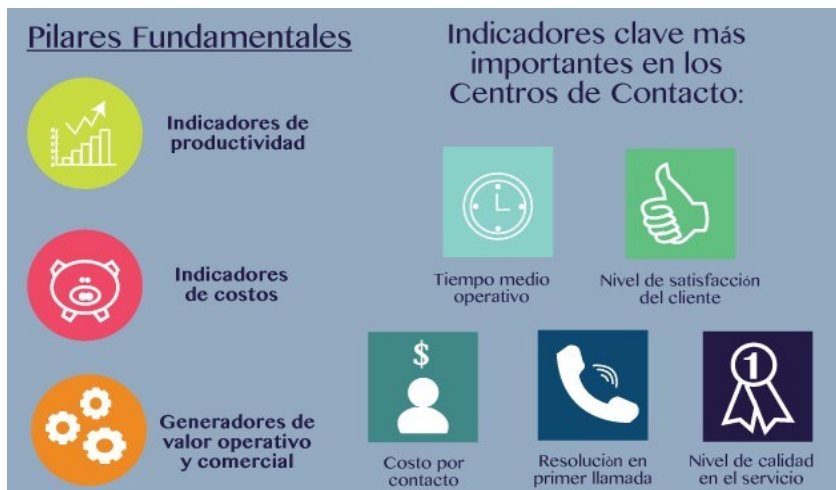 Pilares Fundamentales
Indicadores de
productividad
Indicadores
de costos
Generadores de
valor operativo
y comercial
Indicadores clave más
importantes en los
Centros de Contacto:
Tiempo medio
operativo
Nivel de satisfacción
del cliente
$
Costo por
contacto
Resolución en
primer llamada
1
Nivel de calidad
en el servicio